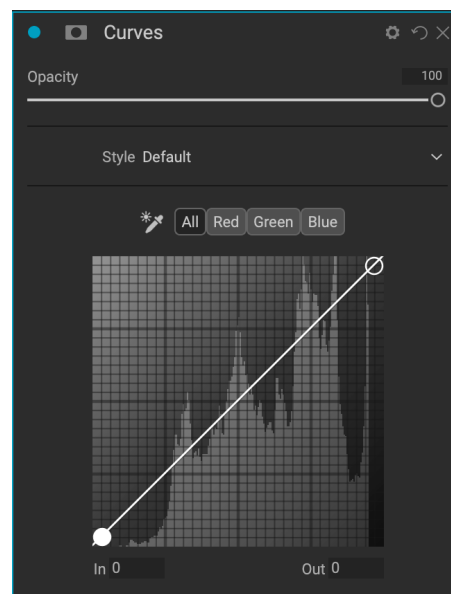 Curves
Opacity 100
Style Default
All Red Green Blue
In 0 Out 0